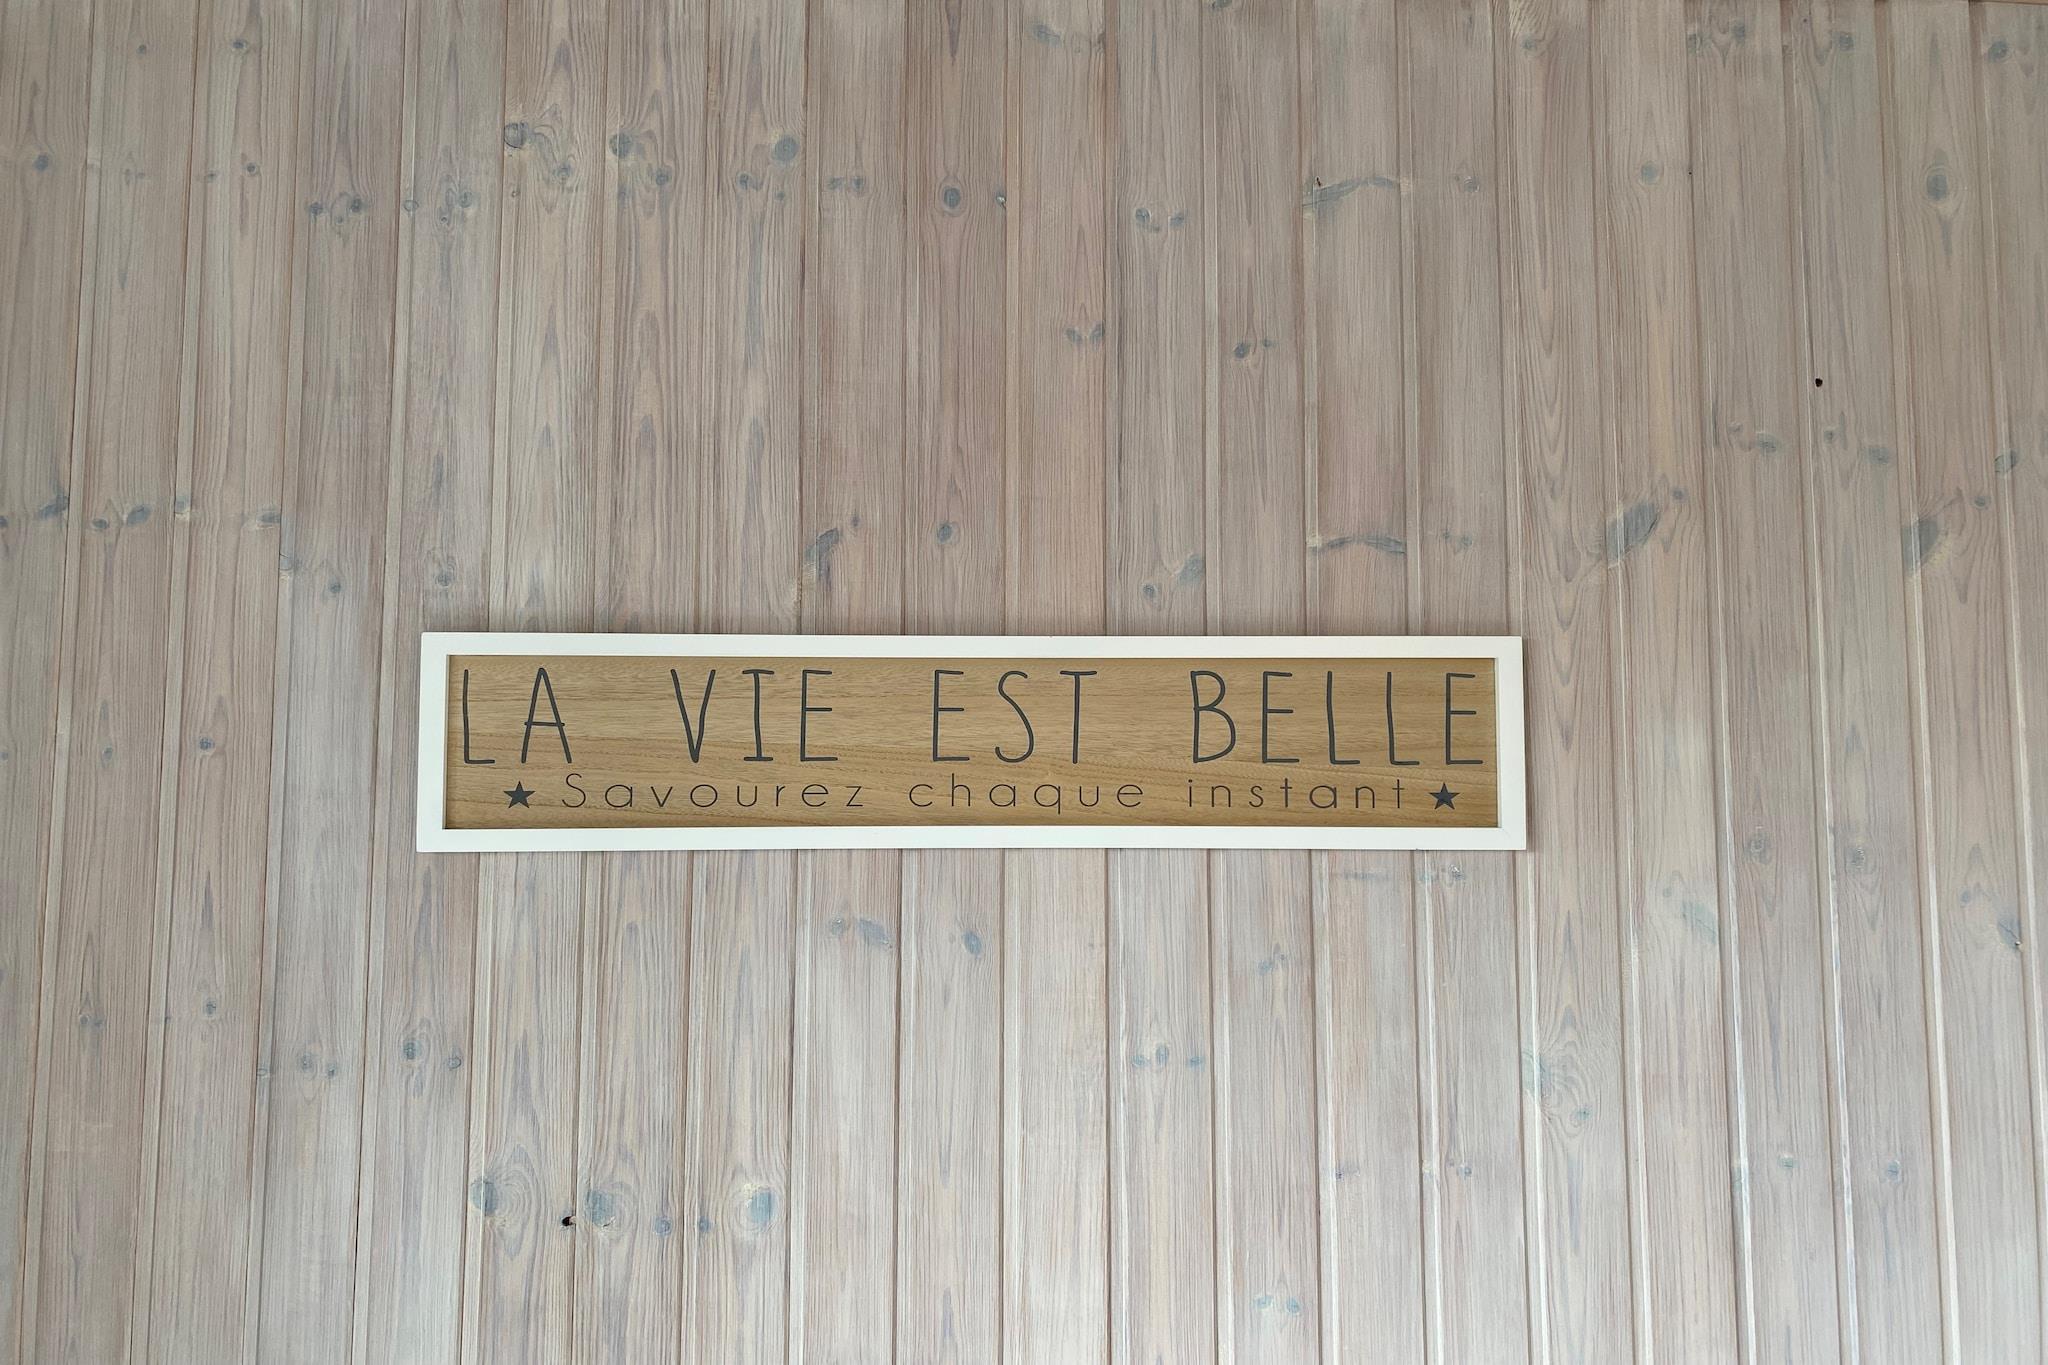 LA VIE EST BELLE
★ Savourez chaque instant ★